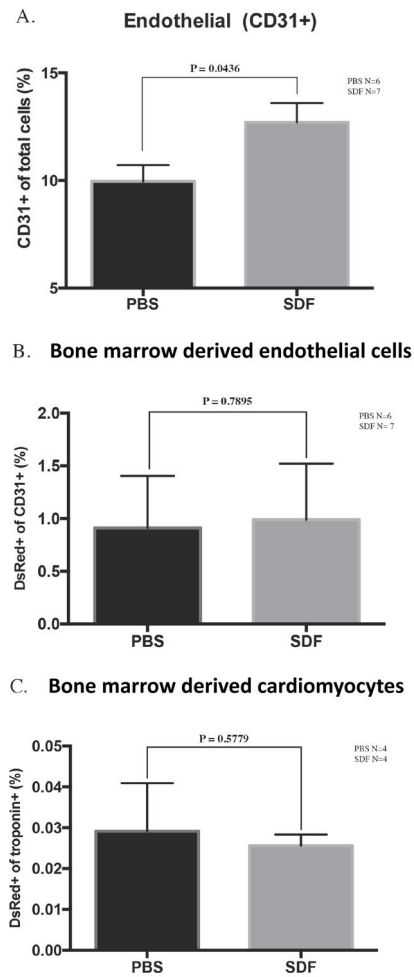 A.
Endothelial (CD31+)
P = 0.0436
PBS N=6
SDF N=7
CD31+ of total cells (%)
15
10
5
PBS SDF
B. Bone marrow derived endothelial cells
P = 0.7895
PBS N=6
SDF N= 7
DsRed+ of CD31+ (%)
2.0
1.5
1.0
0.5
0.0
PBS SDF
C. Bone marrow derived cardiomyocytes
P = 0.5779
PBS N=4
SDF N=4
DsRed+ of troponin+ (%)
0.05
0.04
0.03
0.02
0.01
0.00
PBS SDF